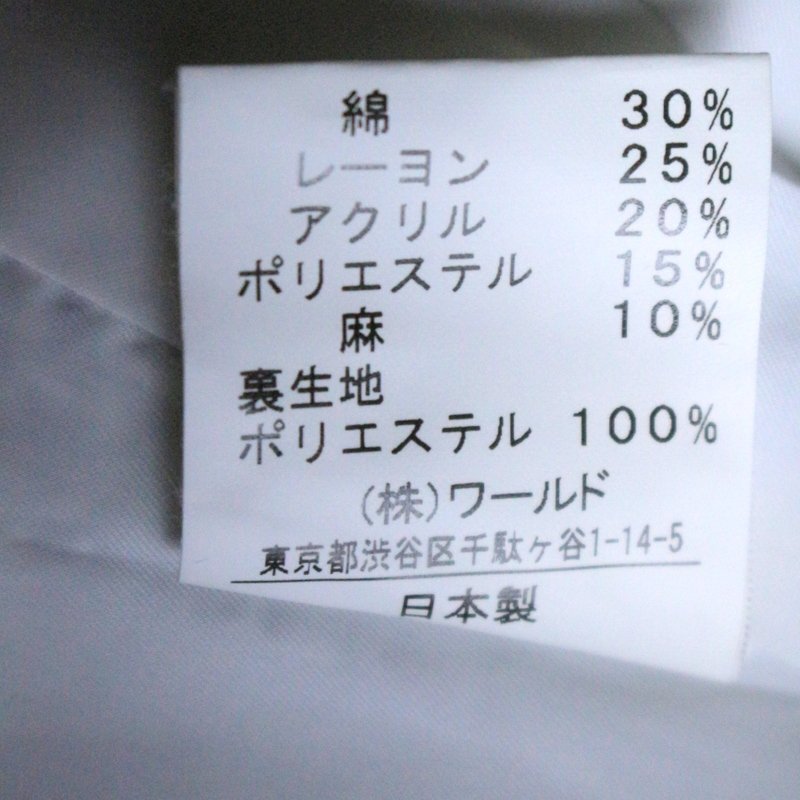 綿 30%
レーヨン 25%
アクリル 20%
ポリエステル 15%
麻 10%
裏生地
ポリエステル 100%
(株)ワールド
東京都渋谷区千駄ヶ谷1-14-5
日本製